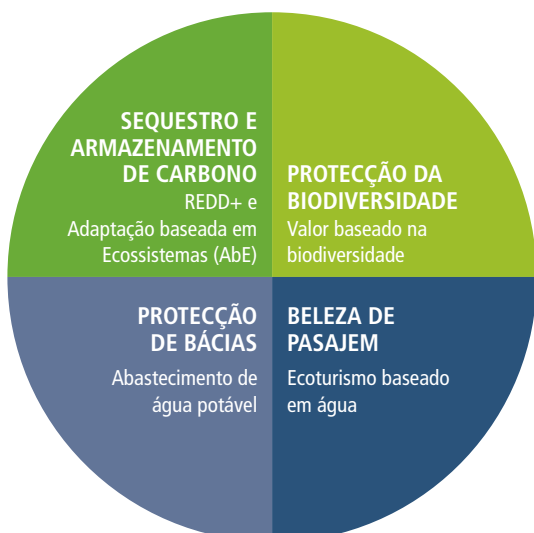 SEQUESTRO E
ARMAZENAMENTO
DE CARBONO
REDD+ e
Adaptação baseada em
Ecossistemas (AbE)
PROTECÇÃO DA
BIODIVERSIDADE
Valor baseado na
biodiversidade
PROTECÇÃO
DE BÁCIAS
Abastecimento de
água potável
BELEZA DE
PASAJEM
Ecoturismo baseado
em água